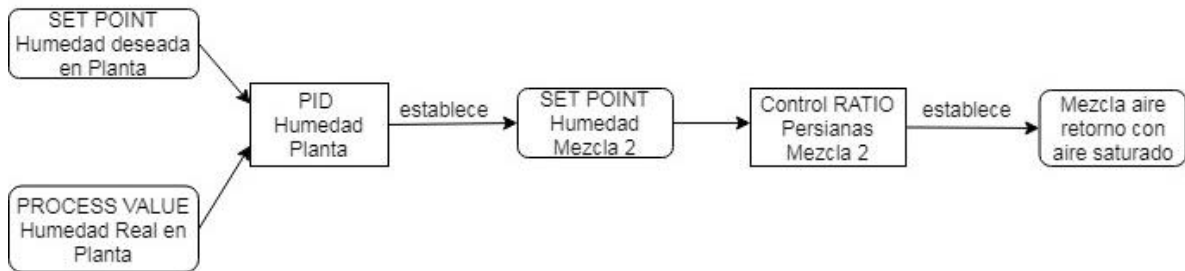 SET POINT
Humedad deseada
en Planta
PROCESS VALUE
Humedad Real en
Planta
PID
Humedad
Planta
establece
SET POINT
Humedad
Mezcla 2
Control RATIO
Persianas
Mezcla 2
establece
Mezcla aire
retorno con
aire saturado